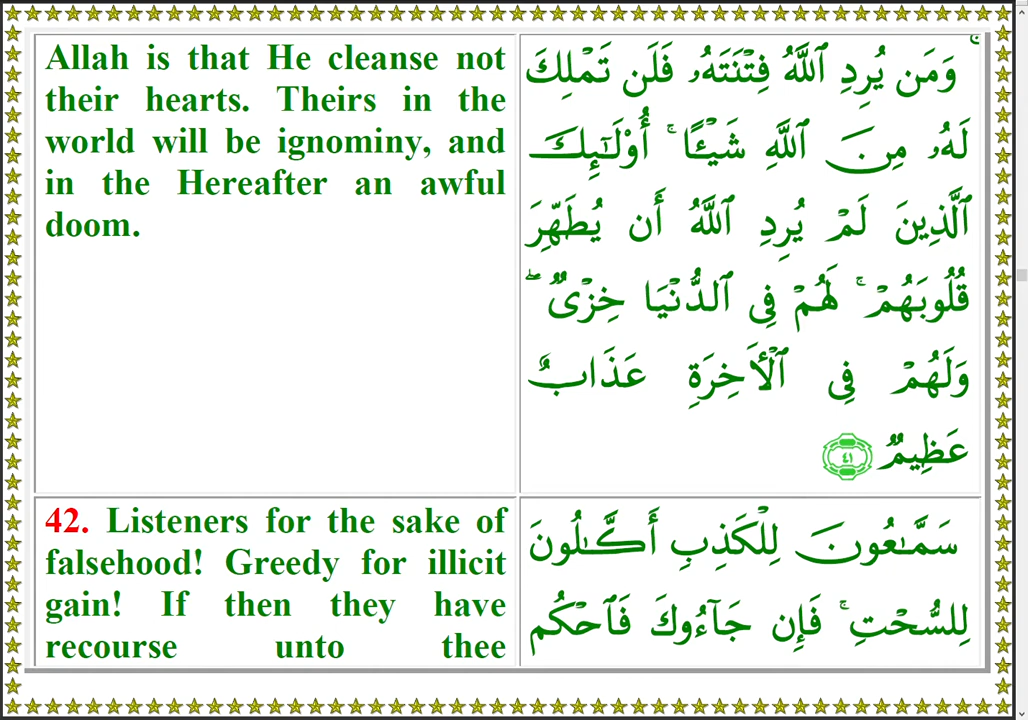 Allah is that He cleanse not
their hearts. Theirs in the
world will be ignominy, and
in the Hereafter an awful
doom.
وَمَن يُرِدِ ٱللَّهُ فِتْنَتَهُۥ فَلَن تَمْلِكَ
لَهُۥ مِنَ ٱللَّهِ شَيْـًٔا ۚ أُو۟لَـٰٓئِكَ
ٱلَّذِينَ لَمْ يُرِدِ ٱللَّهُ أَن يُطَهِّرَ
قُلُوبَهُمْ ۚ لَهُمْ فِى ٱلدُّنْيَا خِزْىٌ ۖ
وَلَهُمْ فِى ٱلْـَٔاخِرَةِ عَذَابٌ
عَظِيمٌ ٤١
42. Listeners for the sake of
falsehood! Greedy for illicit
gain! If then they have
recourse unto thee
سَمَّـٰعُونَ لِلْكَذِبِ أَكَّـٰلُونَ
لِلسُّحْتِ ۚ فَإِن جَآءُوكَ فَٱحْكُم